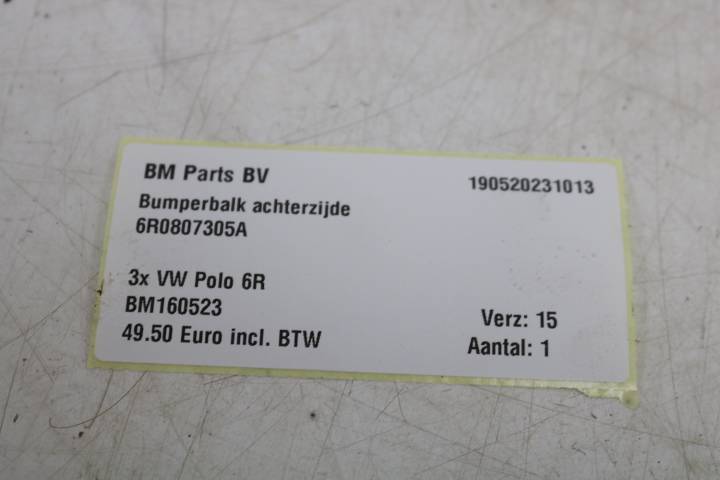 BM Parts BV
190520231013
Bumperbalk achterzijde
6R0807305A
3x VW Polo 6R
BM160523
Verz: 15
49.50 Euro incl. BTW
Aantal: 1